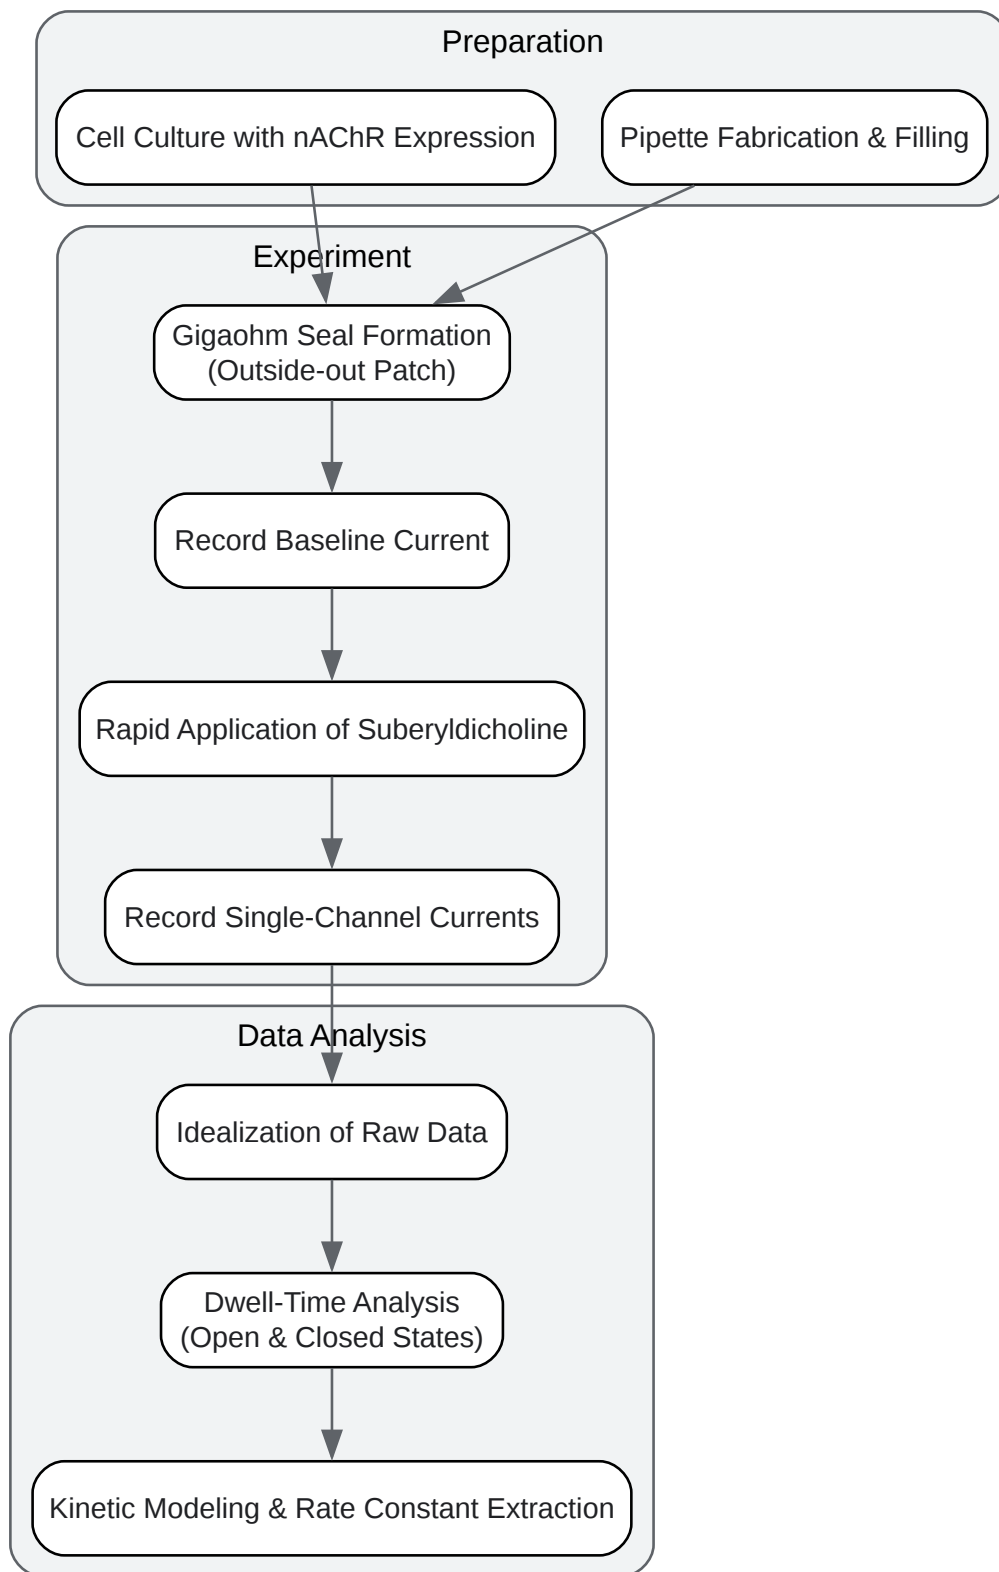 Preparation
Cell Culture with nAChR Expression
Pipette Fabrication & Filling
Experiment
Gigaohm Seal Formation
(Outside-out Patch)
Record Baseline Current
Rapid Application of Suberyldicholine
Record Single-Channel Currents
Data Analysis
Idealization of Raw Data
Dwell-Time Analysis
(Open & Closed States)
Kinetic Modeling & Rate Constant Extraction